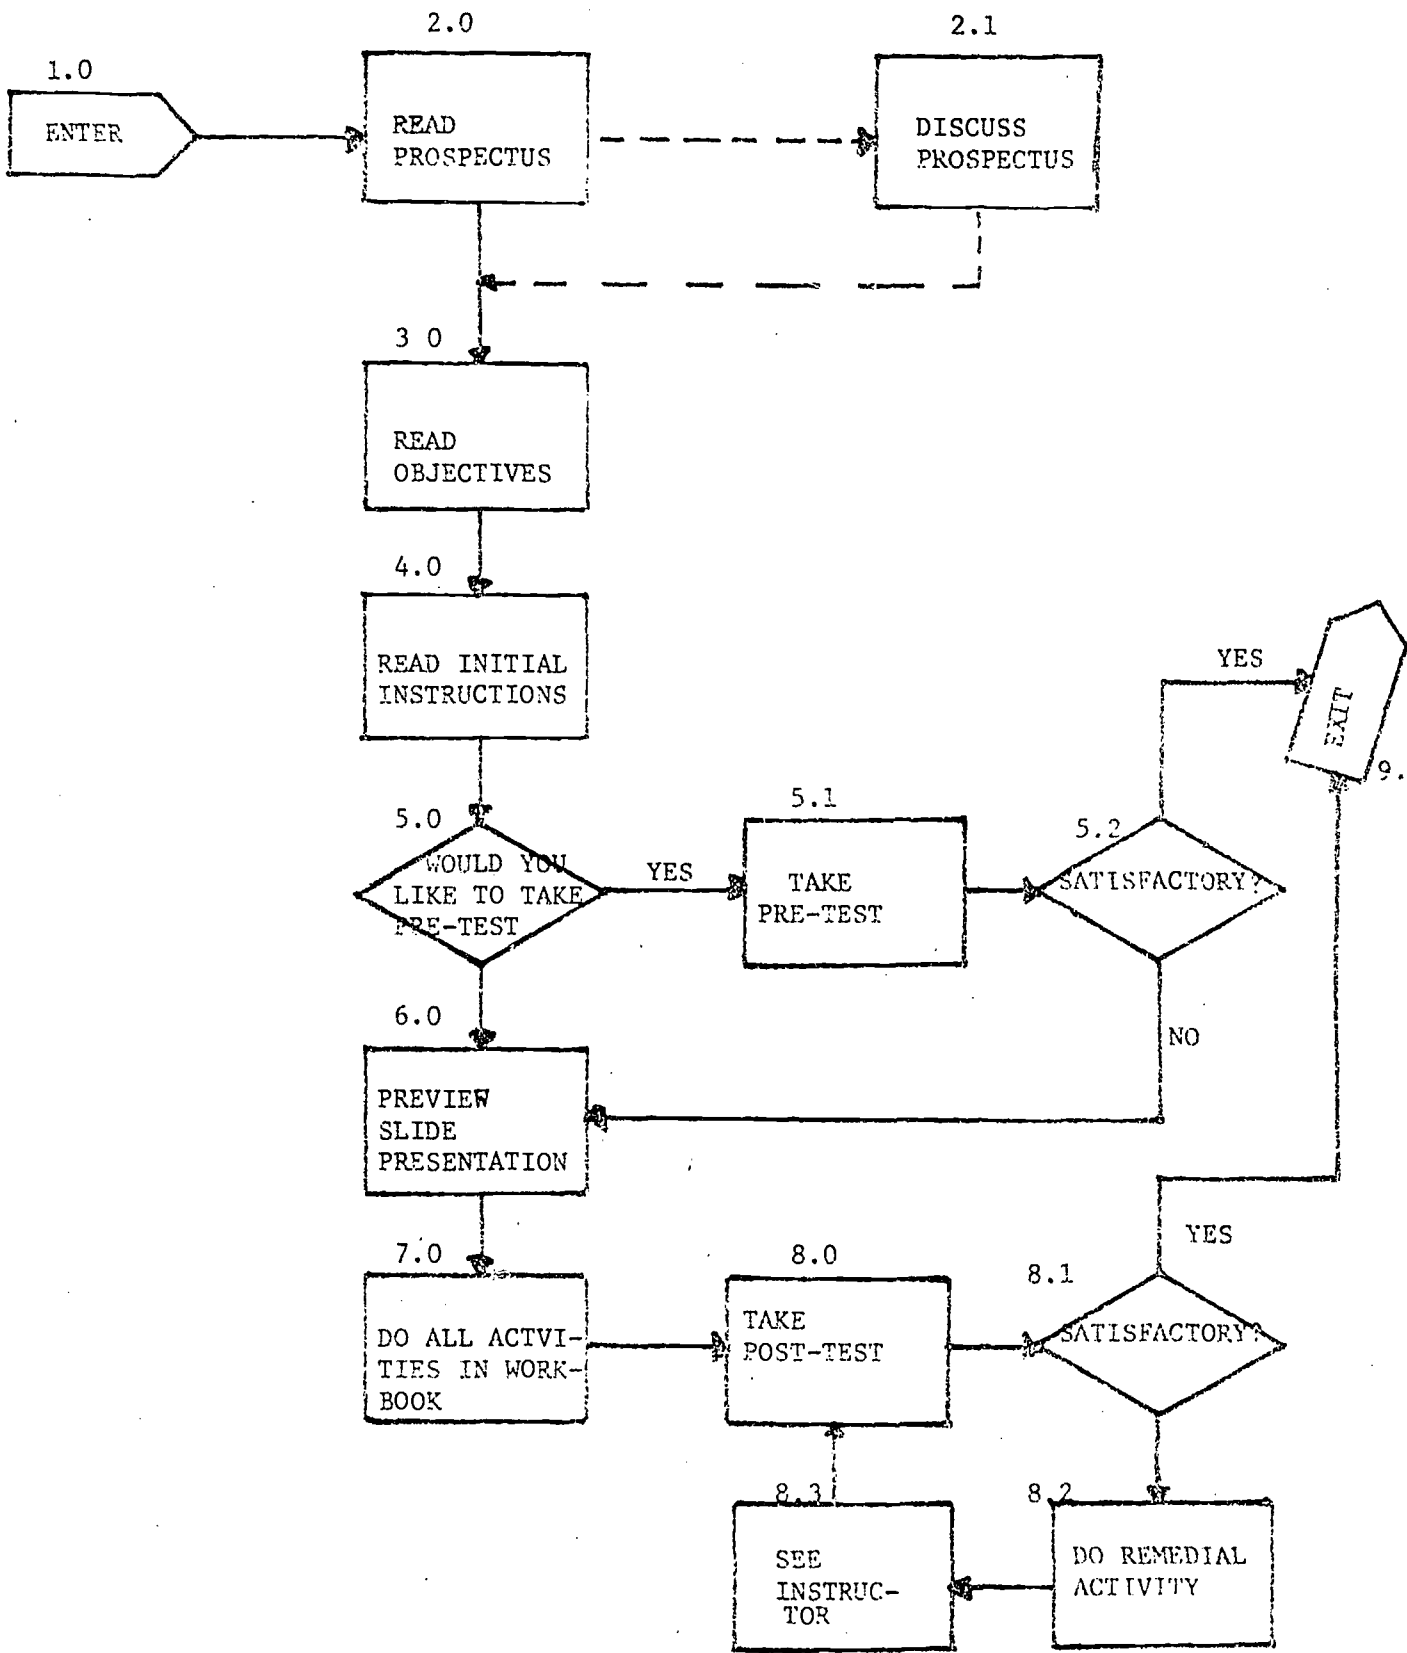 1.0
ENTER
2.0
READ
PROSPECTUS
2.1
DISCUSS
PROSPECTUS
3 0
READ
OBJECTIVES
4.0
READ INITIAL
INSTRUCTIONS
5.0
WOULD YOU
LIKE TO TAKE
PRE-TEST
YES
5.1
TAKE
PRE-TEST
5.2
SATISFACTORY?
YES
EXIT
9.
NO
6.0
PREVIEW
SLIDE
PRESENTATION
7.0
DO ALL ACTVI-
TIES IN WORK-
BOOK
8.0
TAKE
POST-TEST
8.1
SATISFACTORY?
YES
8.2
DO REMEDIAL
ACTIVITY
8.3
SEE
INSTRUC-
TOR